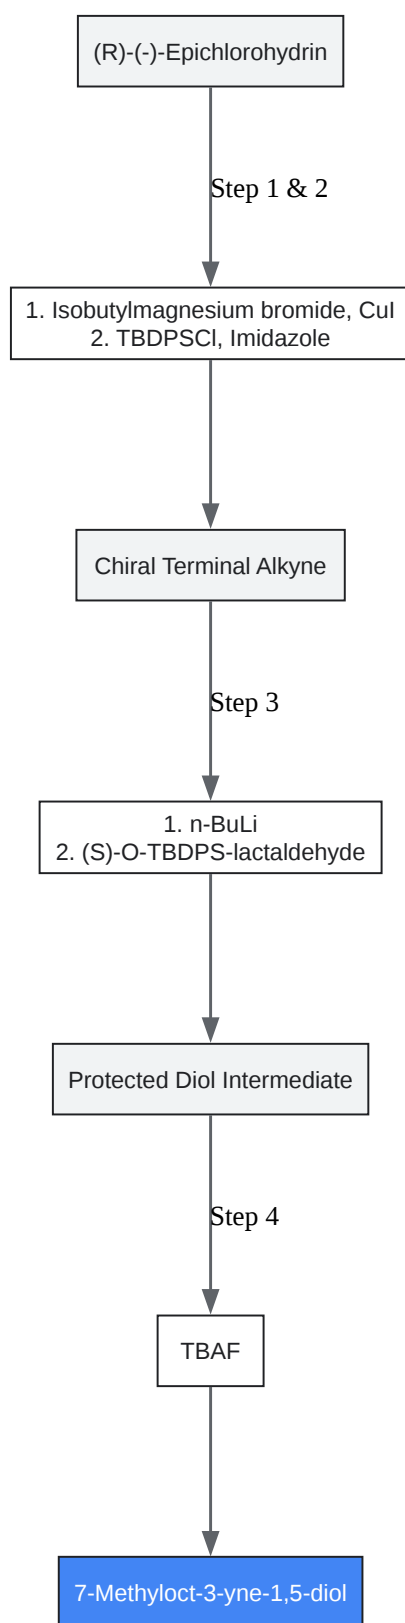 (R)-(-)-Epichlorohydrin
Step 1 & 2
1. Isobutylmagnesium bromide, CuI
2. TBDPSCl, Imidazole
Chiral Terminal Alkyne
Step 3
1. n-BuLi
2. (S)-O-TBDPS-lactaldehyde
Protected Diol Intermediate
Step 4
TBAF
7-Methyloct-3-yne-1,5-diol